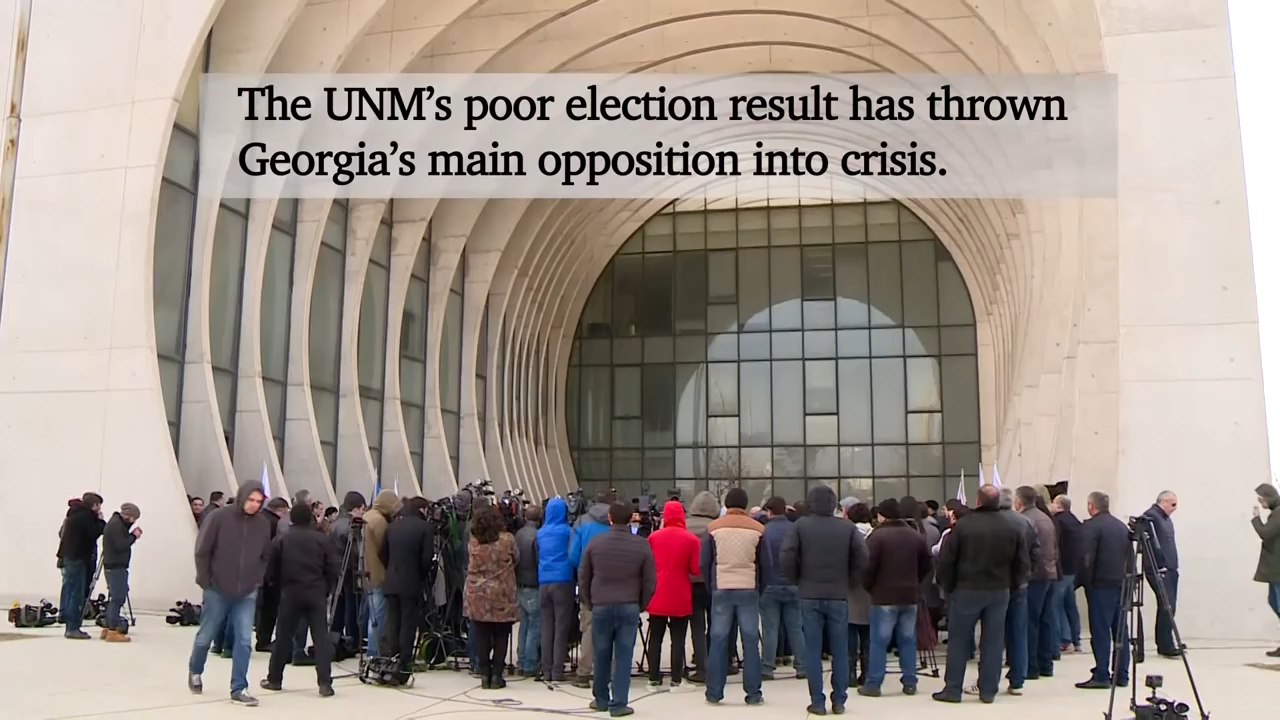 The UNM’s poor election result has thrown
Georgia’s main opposition into crisis.